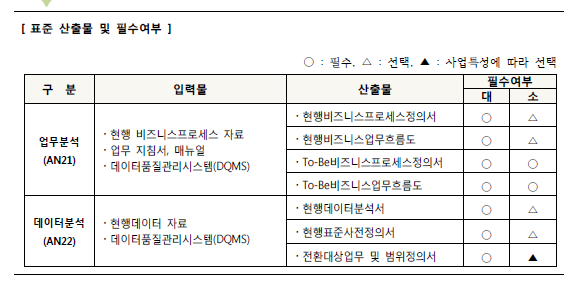 [ 표준 산출물 및 필수여부 ]
○ : 필수, △ : 선택, ▲ : 사업특성에 따라 선택
구 분 입력물 산출물 필수여부
대 소
업무분석
(AN21)
· 현행 비즈니스프로세스 자료
· 업무 지침서, 매뉴얼
· 데이터품질관리시스템(DQMS)
· 현행비즈니스프로세스정의서 ○ △
· 현행비즈니스업무흐름도 ○ △
· To-Be비즈니스프로세스정의서 ○ ○
· To-Be비즈니스업무흐름도 ○ ○
데이터분석
(AN22)
· 현행데이터 자료
· 데이터품질관리시스템(DQMS)
· 현행데이터분석서 ○ △
· 현행표준사전정의서 ○ △
· 전환대상업무 및 범위정의서 ○ ▲